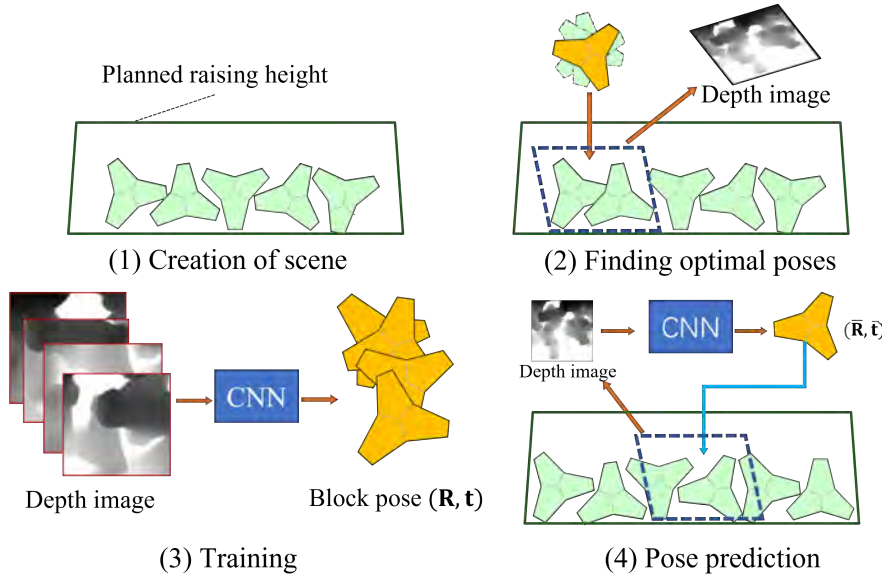 Planned raising height
(1) Creation of scene
Depth image
(2) Finding optimal poses
CNN
Depth image
Block pose (𝐑, 𝐭)
(3) Training
CNN
(R̄, t̄)
Depth image
(4) Pose prediction